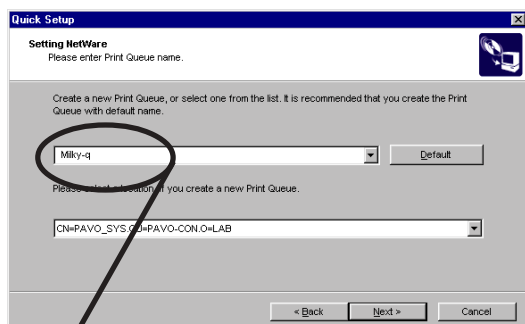 Quick Setup
Setting NetWare
Please enter Print Queue name.
Create a new Print Queue, or select one from the list. It is recommended that you create the Print
Queue with default name.
Milky-q
Default
Please select a location if you create a new Print Queue.
CN=PAVO_SYS.OU=PAVO-CON.O=LAB
< Back
Next >
Cancel